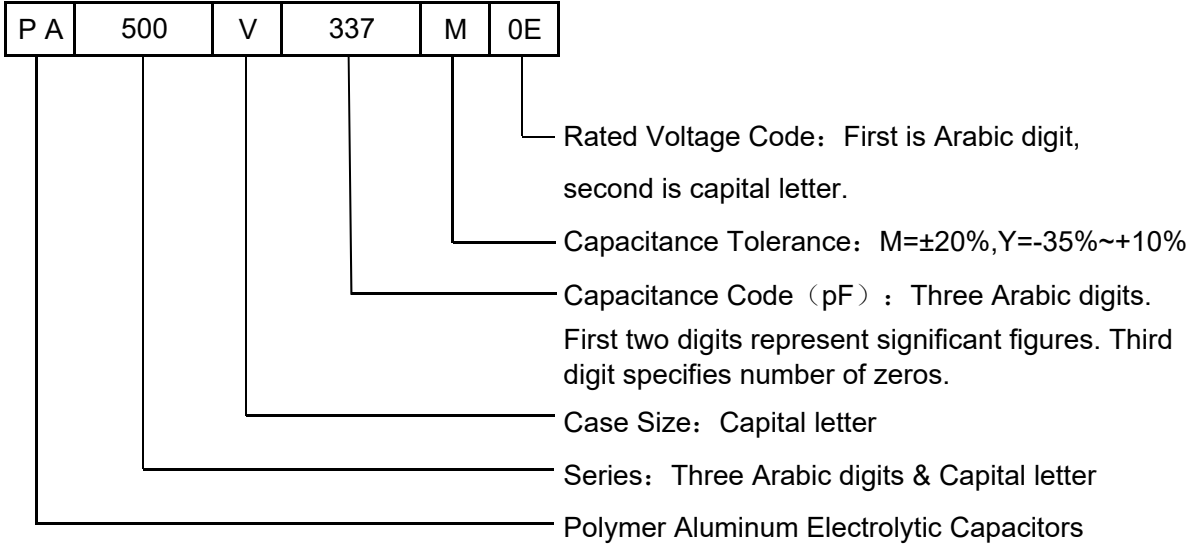 P A 500 V 337 M 0E
Rated Voltage Code：First is Arabic digit,
second is capital letter.
Capacitance Tolerance：M=±20%,Y=-35%~+10%
Capacitance Code（pF）：Three Arabic digits.
First two digits represent significant figures. Third
digit specifies number of zeros.
Case Size：Capital letter
Series：Three Arabic digits & Capital letter
Polymer Aluminum Electrolytic Capacitors